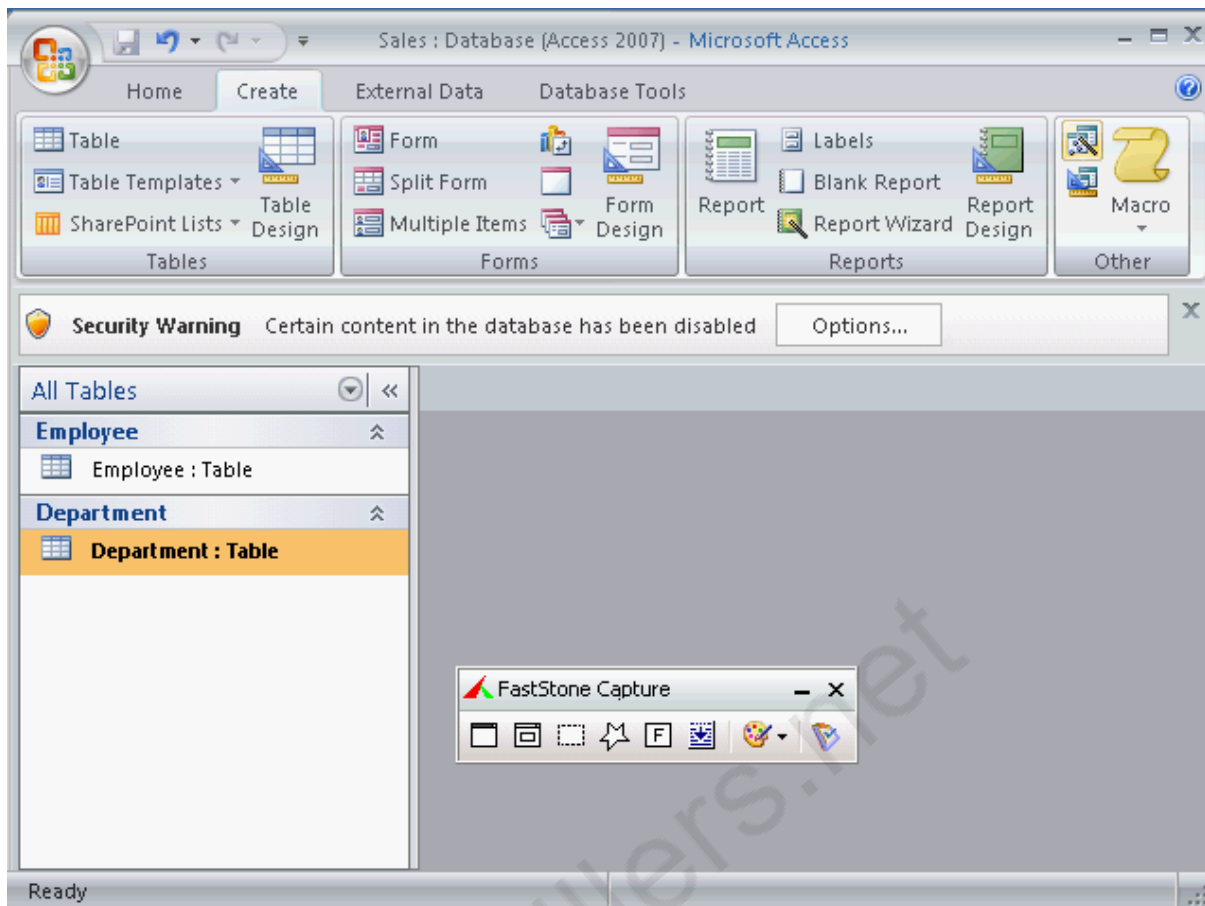 Sales : Database (Access 2007) - Microsoft Access
Home Create External Data Database Tools
Table
Table Templates
SharePoint Lists
Table Design
Tables
Form
Split Form
Multiple Items
Form Design
Forms
Report
Labels
Blank Report
Report Wizard
Report Design
Reports
Macro
Other
Security Warning Certain content in the database has been disabled Options...
All Tables
Employee
Employee : Table
Department
Department : Table
FastStone Capture
F
Ready